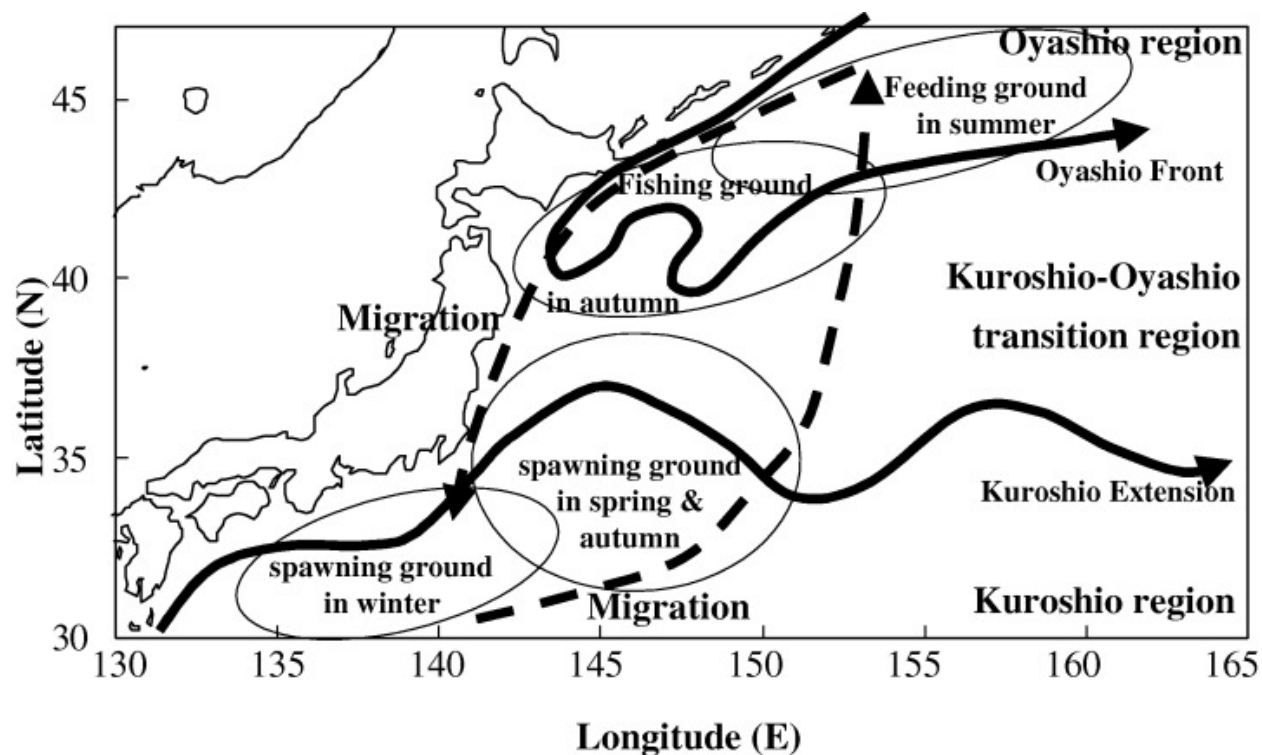 Oyashio region
45
Feeding ground
in summer
Oyashio Front
Fishing ground
in autumn
40
Kuroshio-Oyashio
transition region
Migration
35
spawning ground
in spring &
autumn
Kuroshio Extension
spawning ground
in winter
Migration
Kuroshio region
30
130
135
140
145
150
155
160
165
Latitude (N)
Longitude (E)